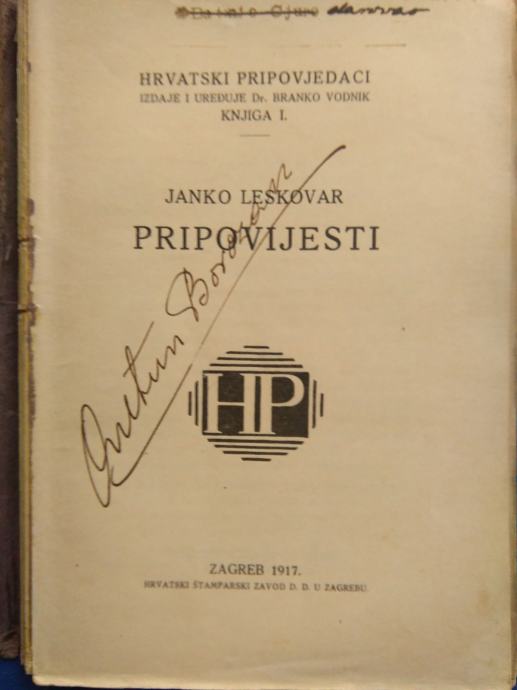 HRVATSKI PRIPOVJEDACI
IZDAJE I UREĐUJE Dr. BRANKO VODNIK
KNJIGA I.
JANKO LESKOVAR
PRIPOVIJESTI
HP
ZAGREB 1917.
HRVATSKI ŠTAMPARSKI ZAVOD D. D. U ZAGREBU